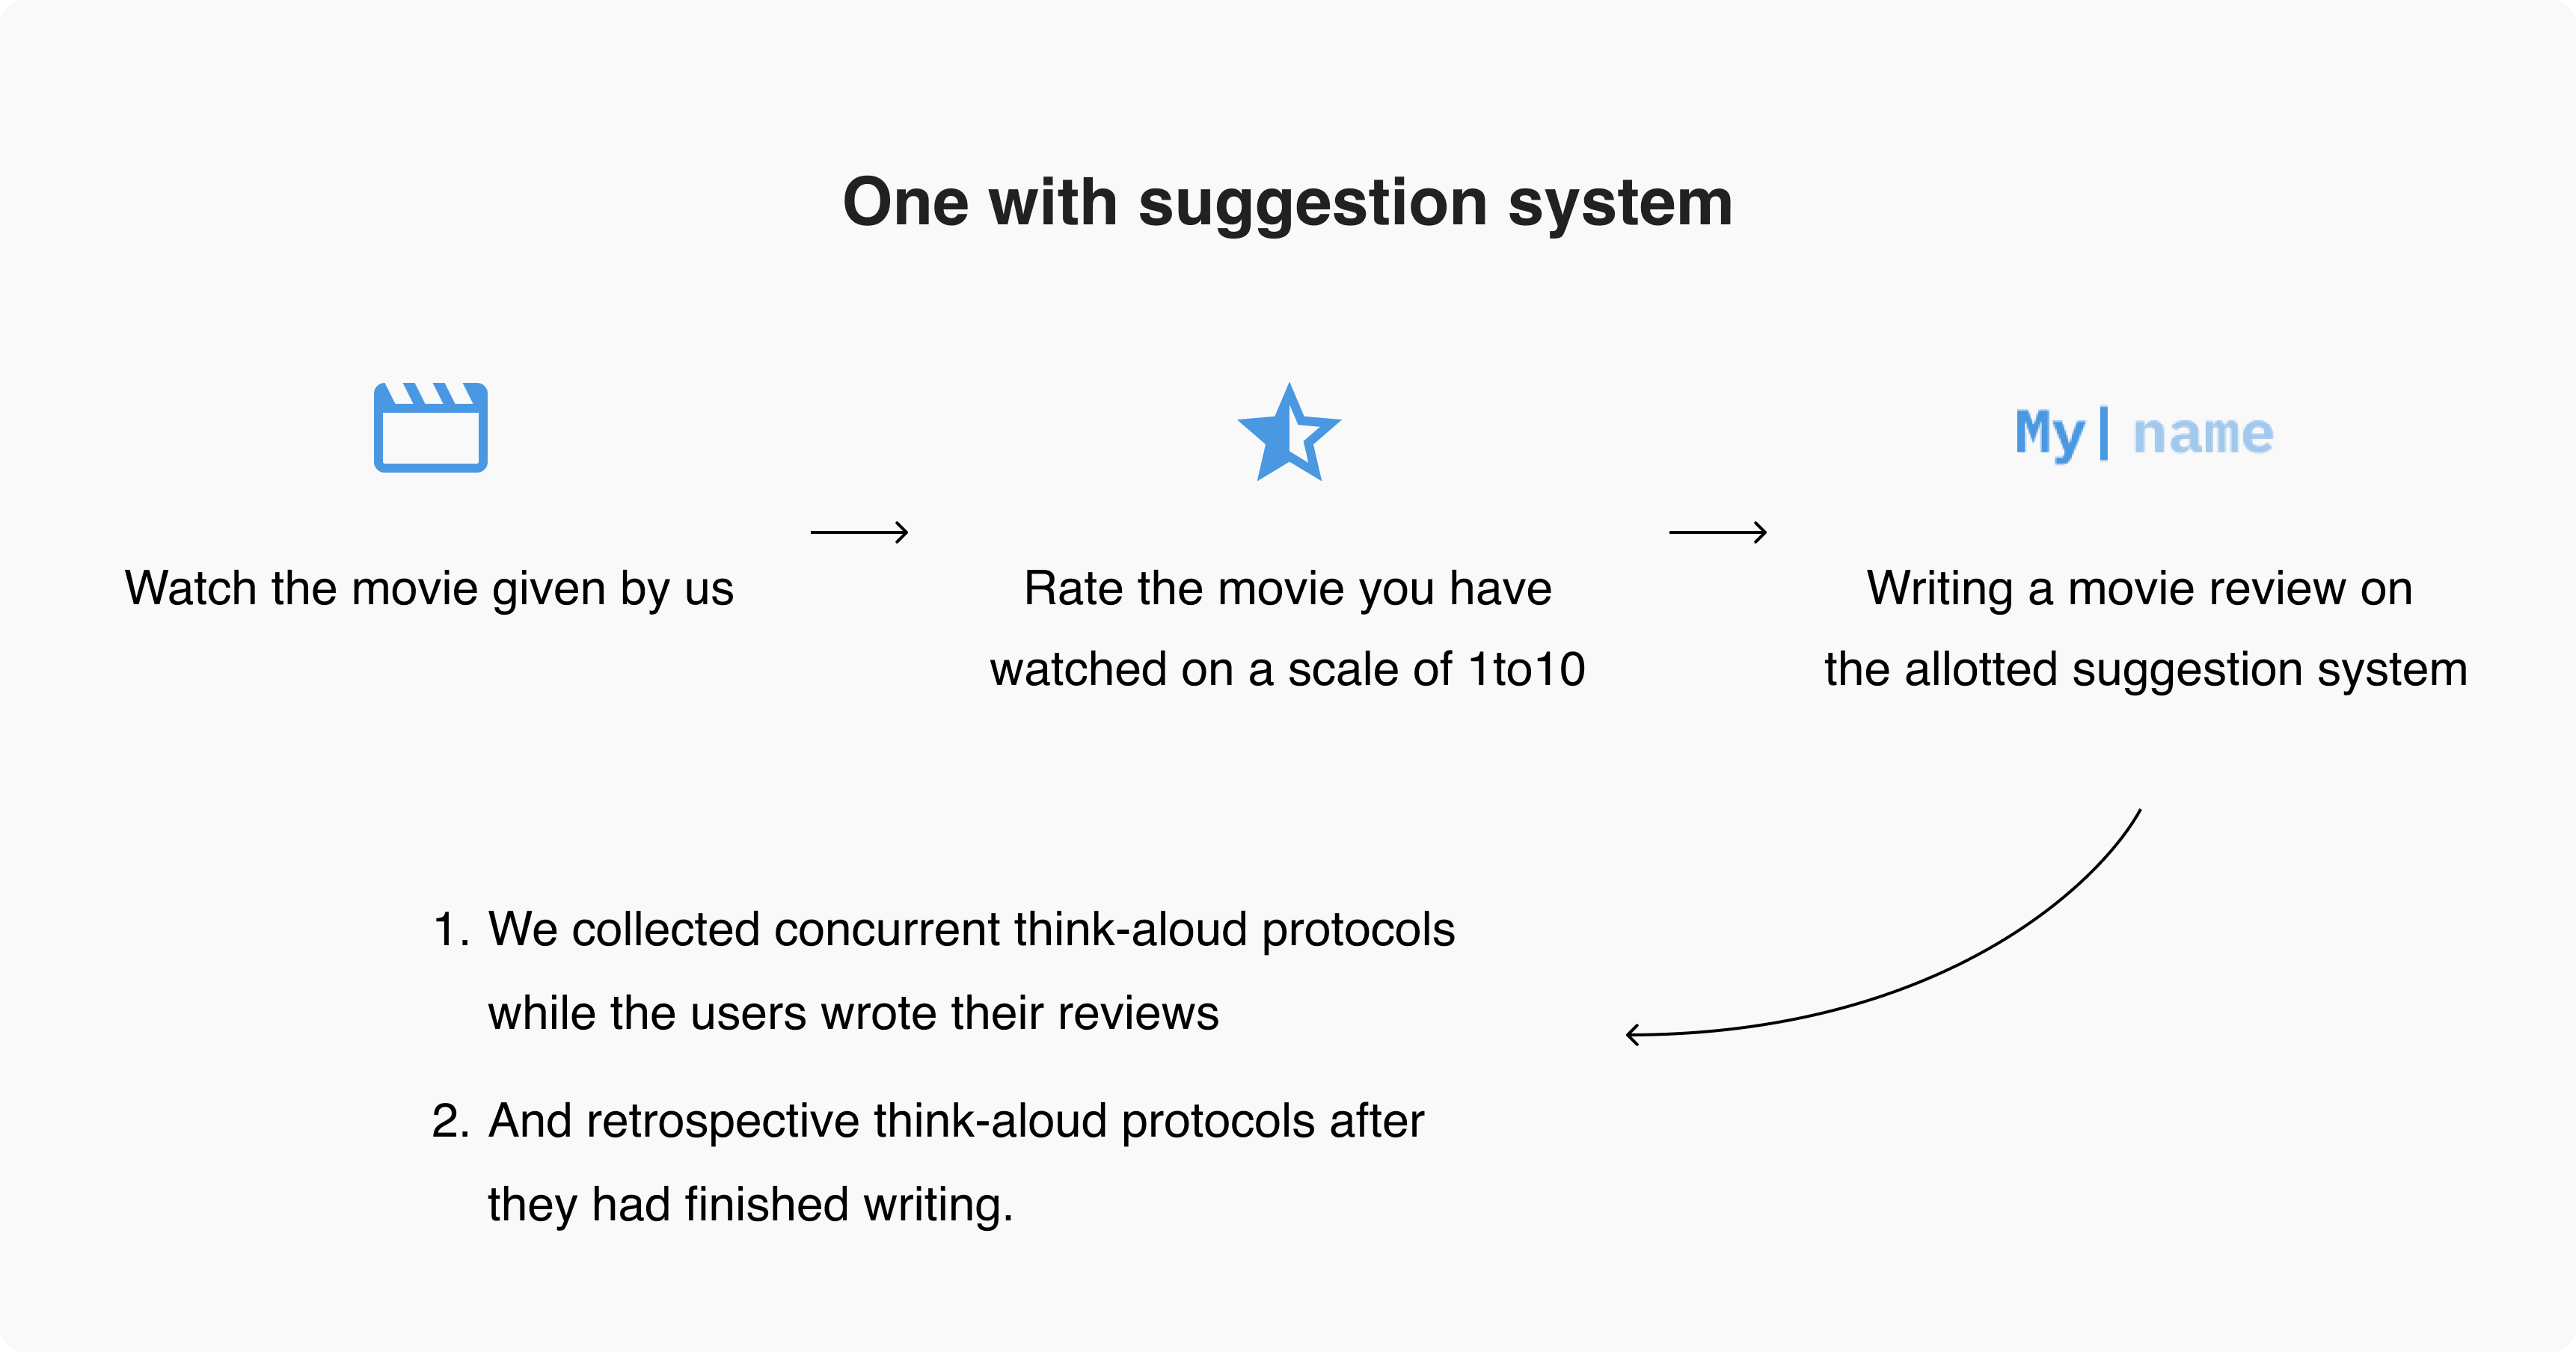 One with suggestion system
My| name
Watch the movie given by us
Rate the movie you have
watched on a scale of 1to10
Writing a movie review on
the allotted suggestion system
1. We collected concurrent think-aloud protocols
while the users wrote their reviews
2. And retrospective think-aloud protocols after
they had finished writing.